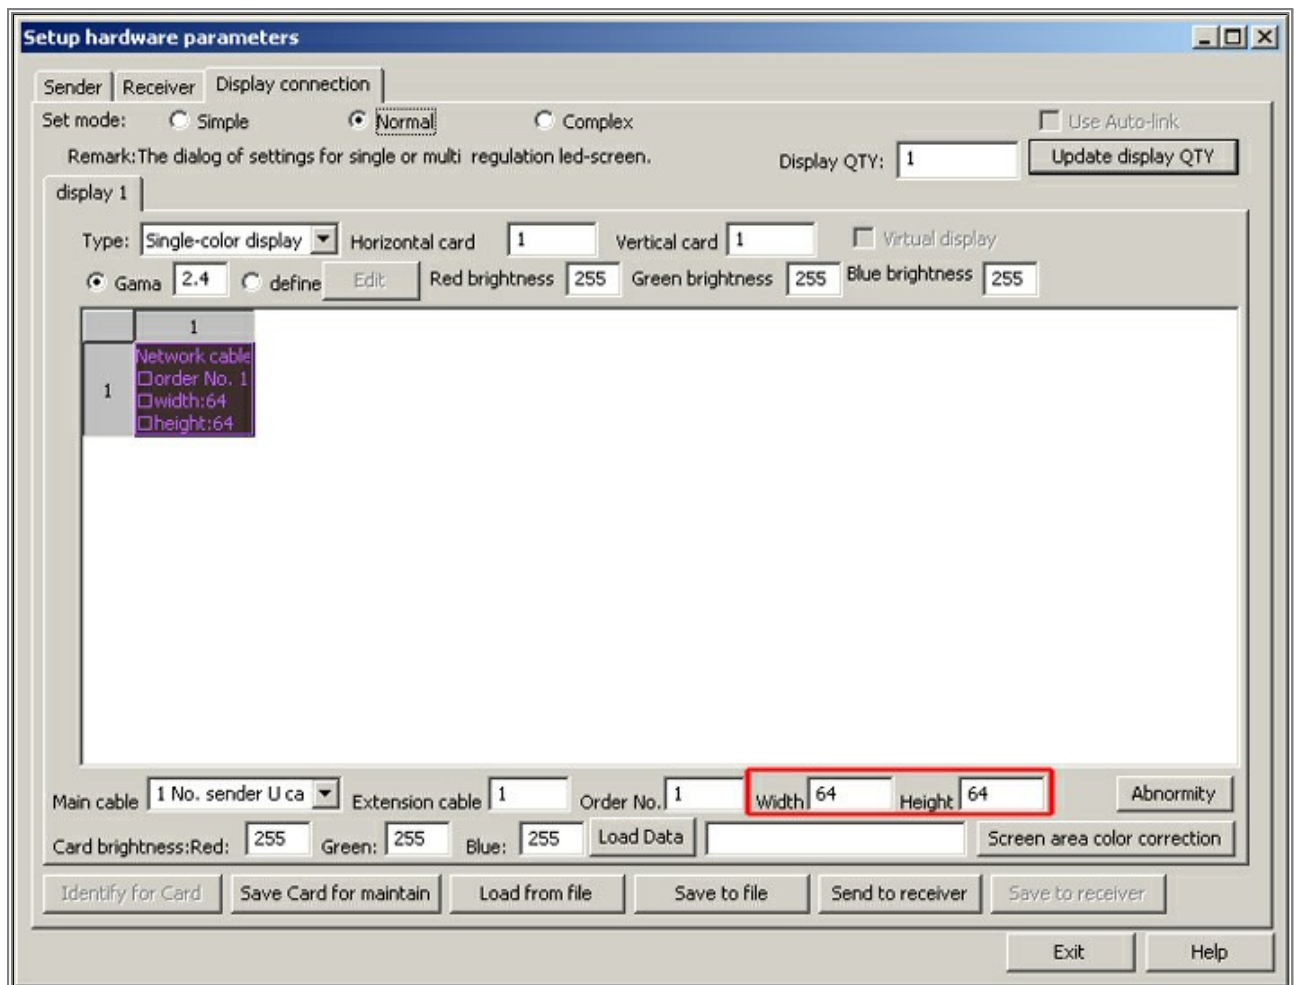 Setup hardware parameters
Sender Receiver Display connection
Set mode: Simple Normal Complex Use Auto-link
Remark:The dialog of settings for single or multi regulation led-screen. Display QTY: 1 Update display QTY
display 1
Type: Single-color display Horizontal card 1 Vertical card 1 Virtual display
Gama 2.4 define Edit Red brightness 255 Green brightness 255 Blue brightness 255
1
1
Network cable
□order No. 1
□width:64
□height:64
Main cable 1 No. sender U ca Extension cable 1 Order No. 1 Width 64 Height 64 Abnormity
Card brightness:Red: 255 Green: 255 Blue: 255 Load Data Screen area color correction
Identify for Card Save Card for maintain Load from file Save to file Send to receiver Save to receiver
Exit Help